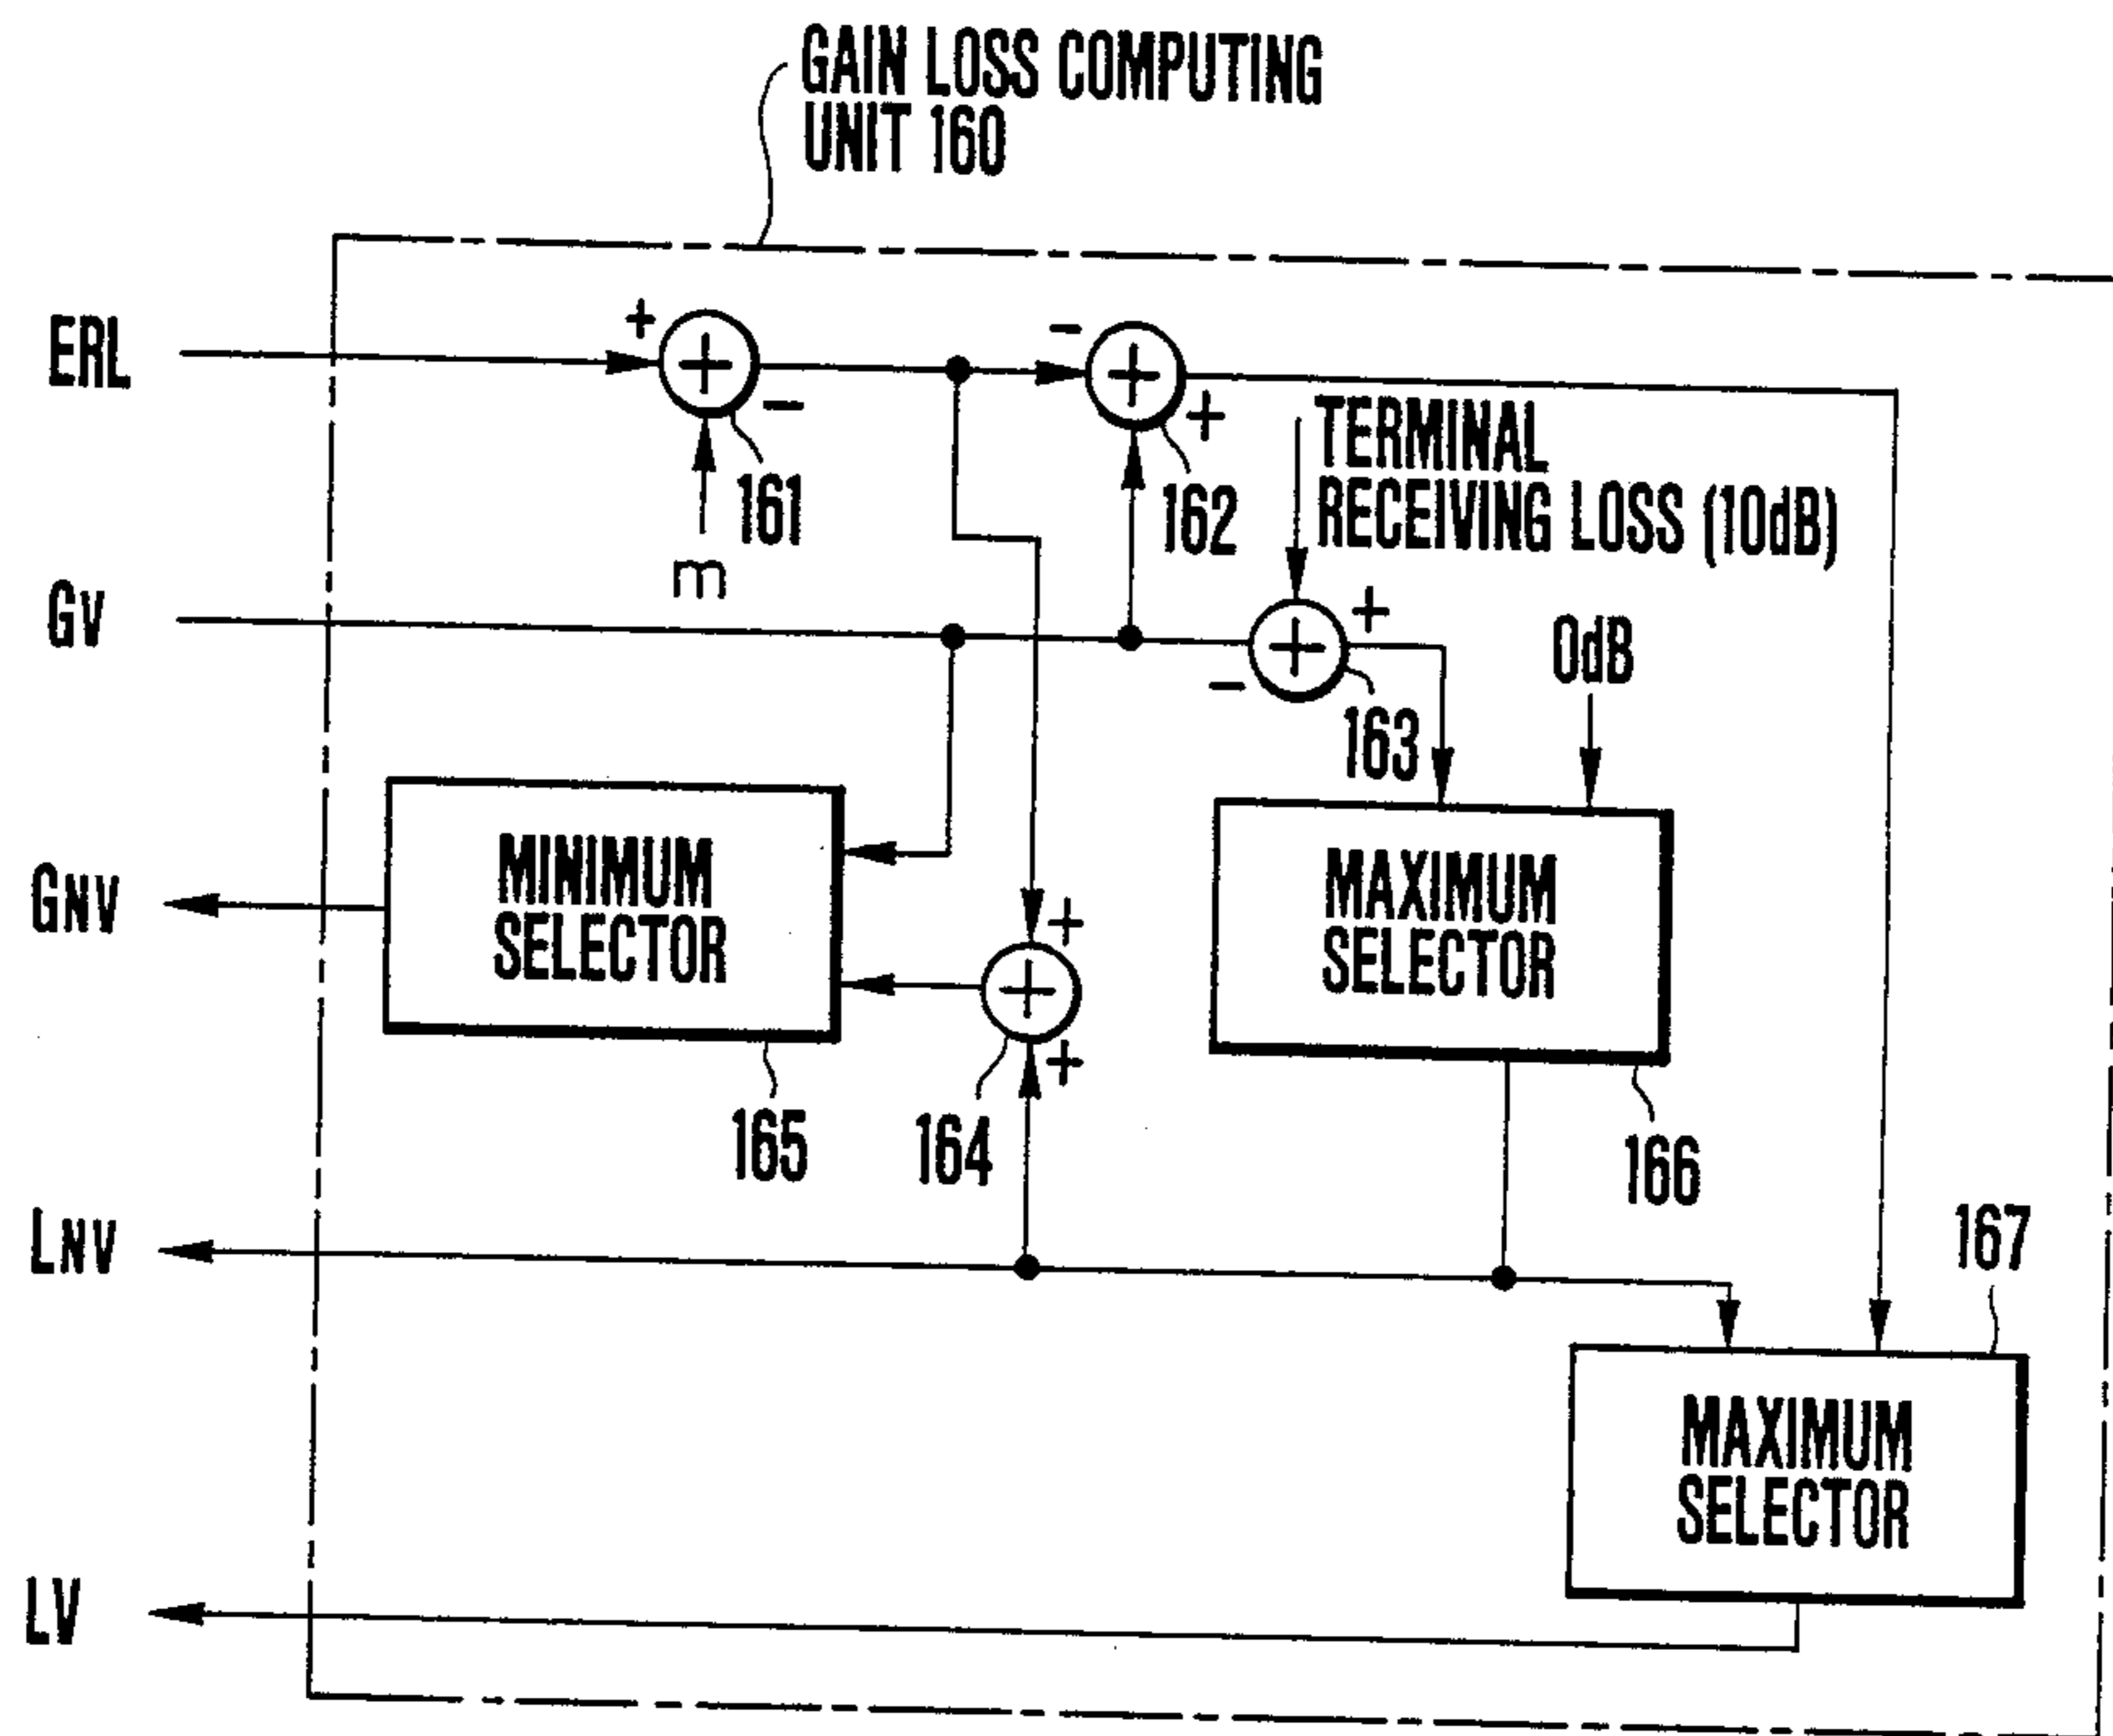 GAIN LOSS COMPUTING
UNIT 160
ERL
+
+
-
161
m
-
+
+
162
TERMINAL
RECEIVING LOSS (10dB)
GV
+
+
-
163
0dB
MINIMUM
SELECTOR
165
GNV
+
+
+
164
MAXIMUM
SELECTOR
166
LNV
167
MAXIMUM
SELECTOR
LV